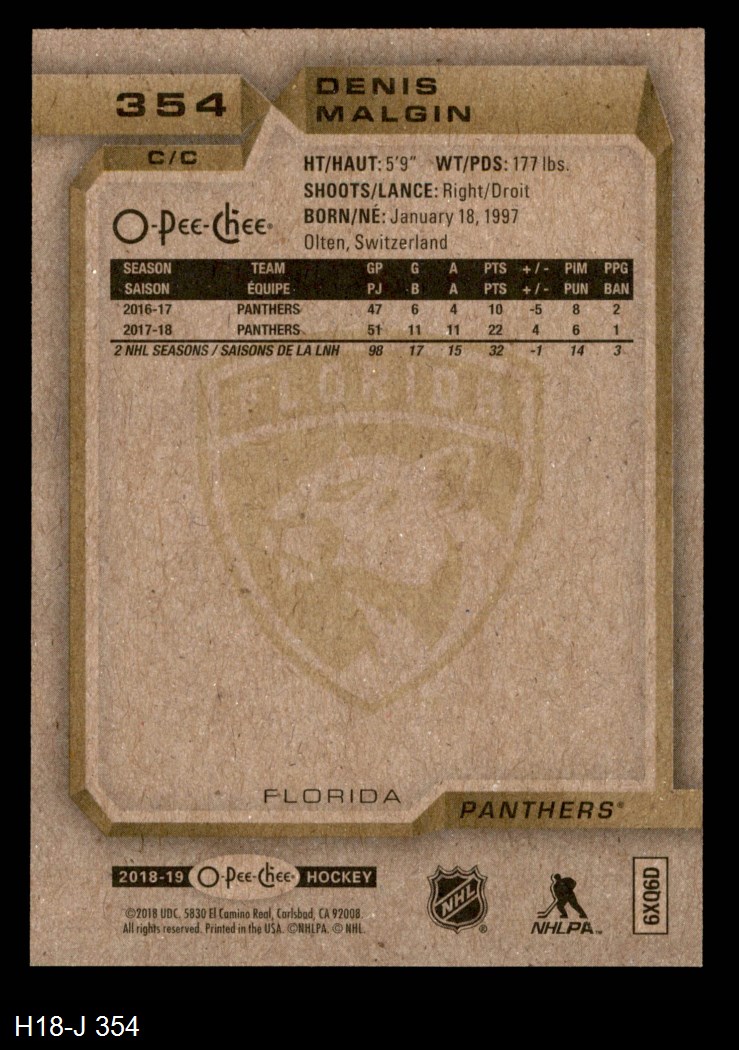 354
DENIS
MALGIN
C/C
HT/HAUT: 5'9" WT/PDS: 177 lbs.
SHOOTS/LANCE: Right/Droit
BORN/NÉ: January 18, 1997
Olten, Switzerland
O-Pee-Chee
SEASON TEAM GP G A PTS +/- PIM PPG
SAISON ÉQUIPE PJ B A PTS +/- PUN BAN
2016-17 PANTHERS 47 6 4 10 -5 8 2
2017-18 PANTHERS 51 11 11 22 4 6 1
2 NHL SEASONS / SAISONS DE LA LNH 98 17 15 32 -1 14 3
FLORIDA
FLORIDA
PANTHERS®
2018-19 O-Pee-Chee HOCKEY
©2018 UDC. 5830 El Camino Real, Carlsbad, CA 92008.
All rights reserved. Printed in the USA. ©NHLPA. © NHL.
NHL ®
NHLPA™
6XQ6D
H18-J 354